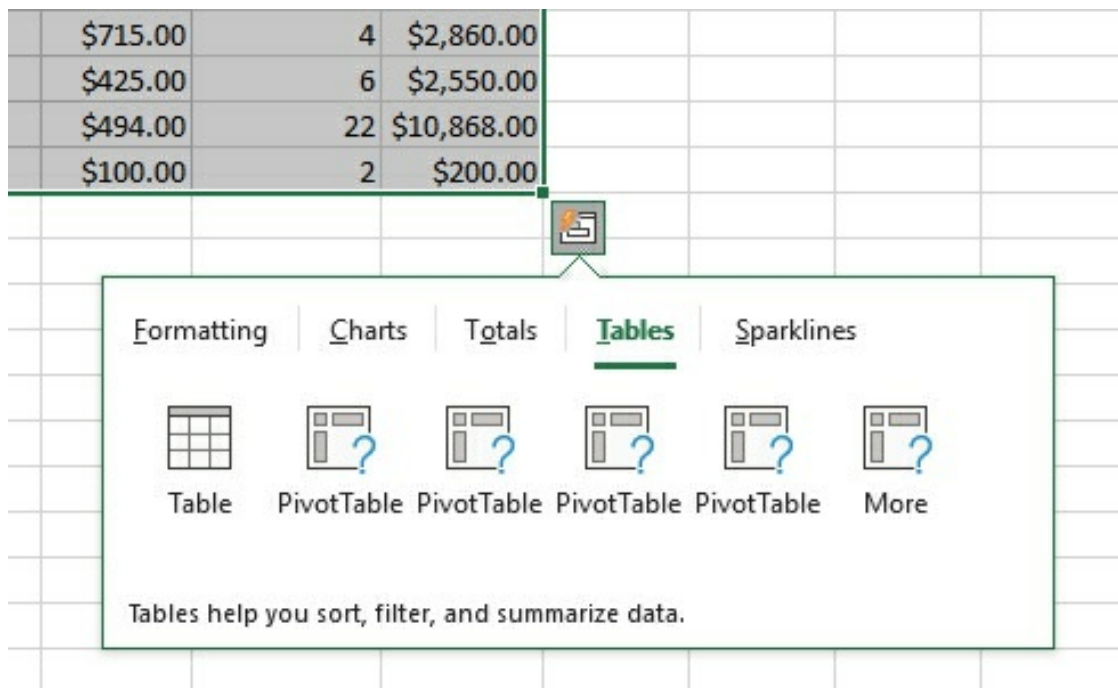 $715.00 4 $2,860.00
$425.00 6 $2,550.00
$494.00 22 $10,868.00
$100.00 2 $200.00
Formatting Charts Totals Tables Sparklines
? ? ? ? ?
Table PivotTable PivotTable PivotTable PivotTable More
Tables help you sort, filter, and summarize data.